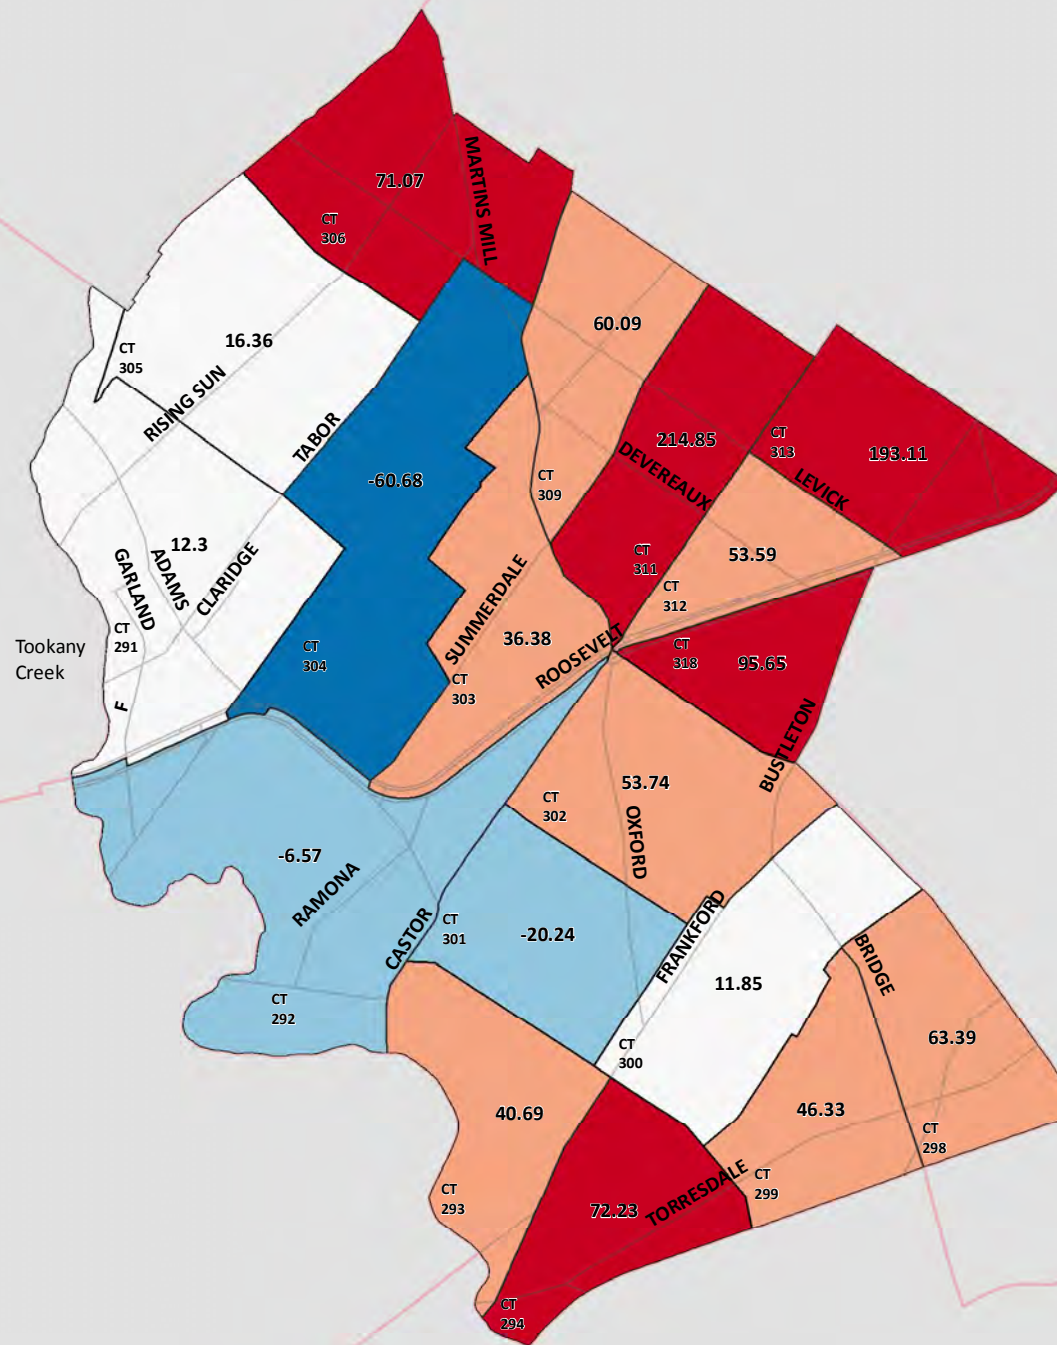 MARTINS MILL
71.07
CT
306
60.09
16.36
CT
305
RISING SUN
TABOR
214.85
CT
313
193.11
DEVEREAUX
LEVICK
-60.68
CT
309
12.3
GARLAND
ADAMS
CLARIDGE
53.59
CT
311
CT
312
SUMMERDALE
36.38
ROOSEVELT
CT
291
Tookany
Creek
CT
304
CT
303
CT
318
95.65
F
BUSTLETON
53.74
CT
302
OXFORD
-6.57
RAMONA
CASTOR
CT
301
-20.24
FRANKFORD
BRIDGE
11.85
CT
292
CT
300
63.39
40.69
46.33
CT
298
CT
299
CT
293
72.23
TORRESDALE
CT
294